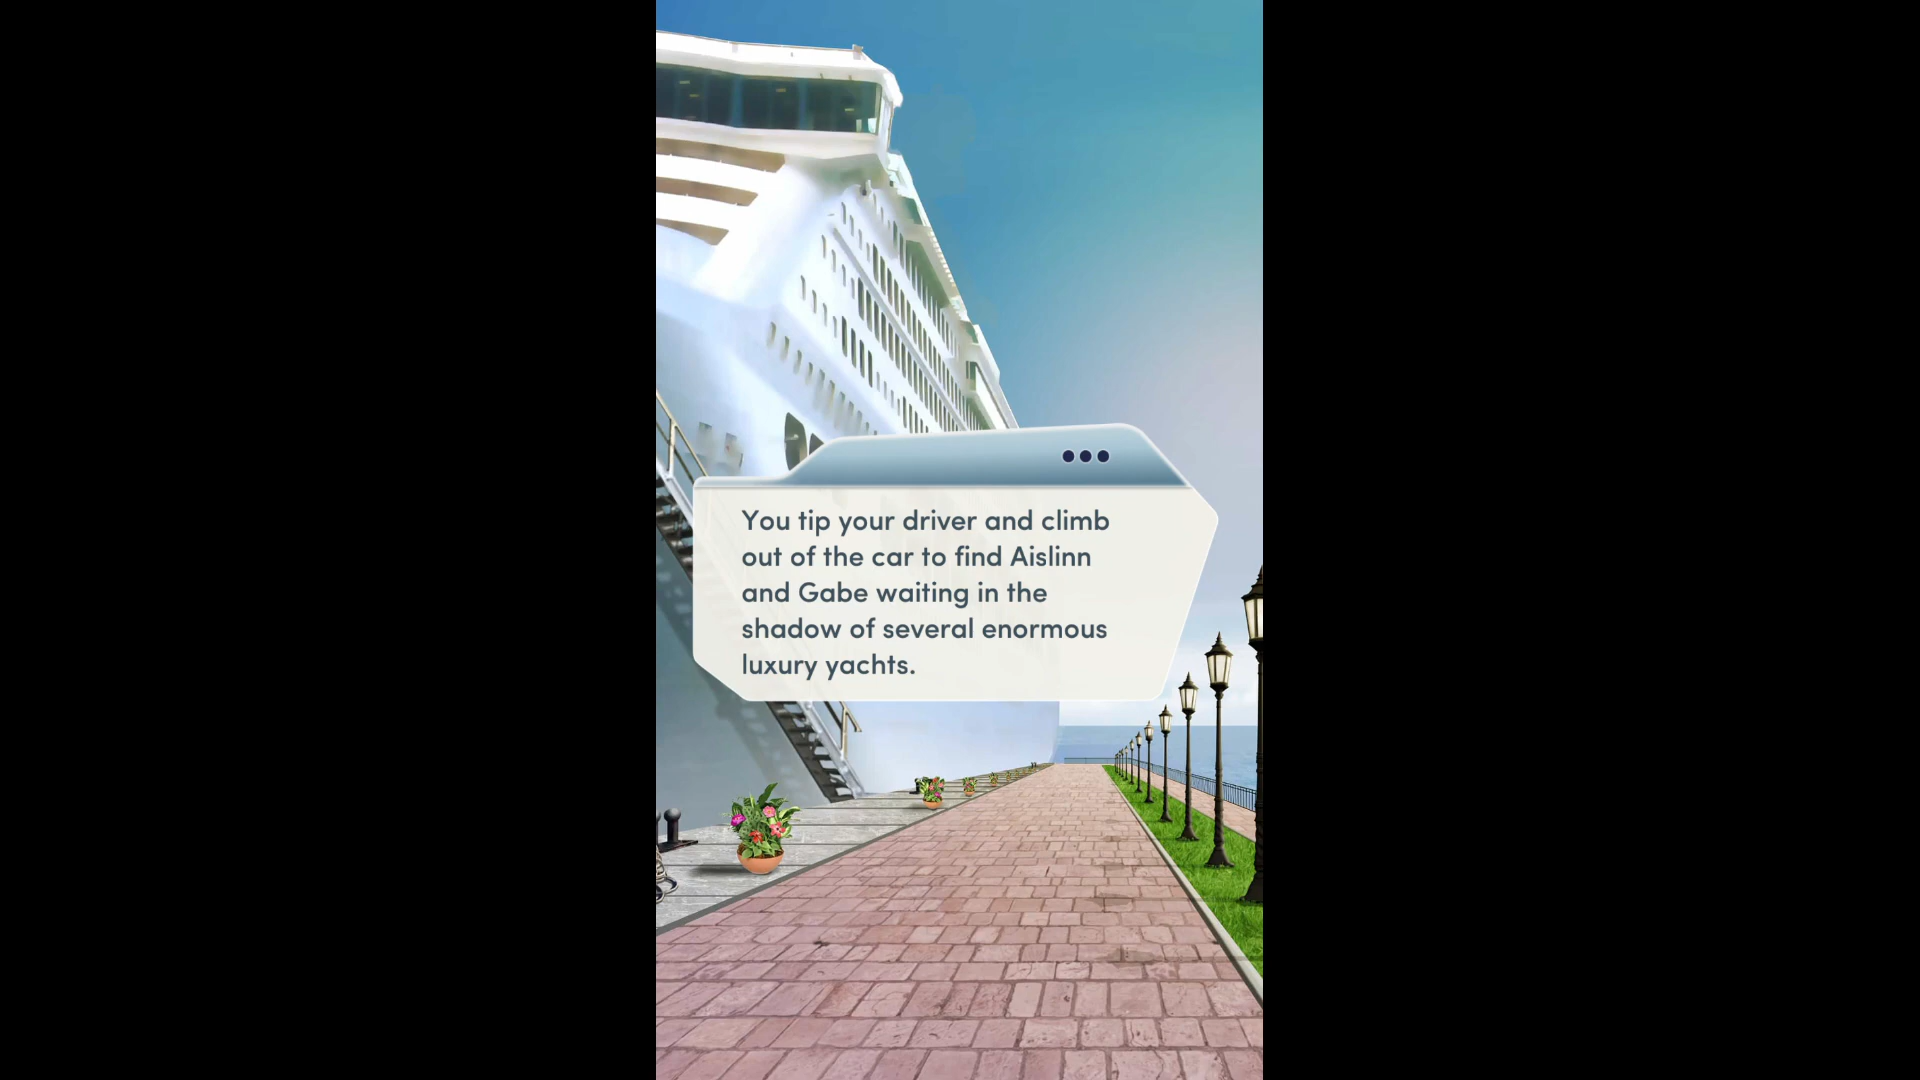 You tip your driver and climb
out of the car to find Aislinn
and Gabe waiting in the
shadow of several enormous
luxury yachts.